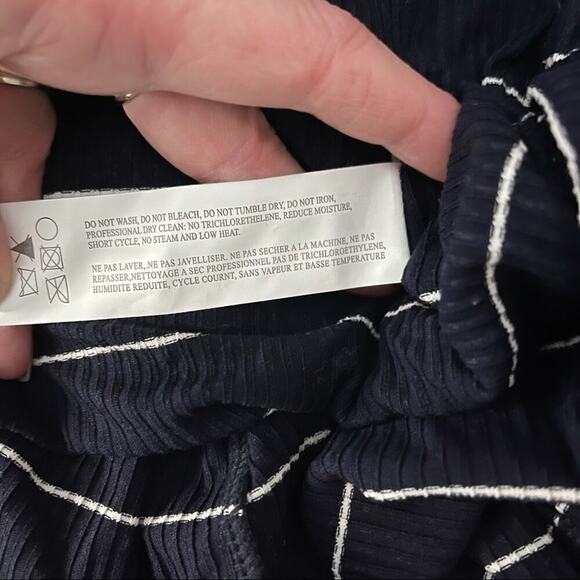 DO NOT WASH, DO NOT BLEACH, DO NOT TUMBLE DRY, DO NOT IRON,
PROFESSIONAL DRY CLEAN: NO TRICHLORETHELENE, REDUCE MOISTURE,
SHORT CYCLE, NO STEAM AND LOW HEAT.
NE PAS LAVER,.NE PAS JAVELLISER. NE PAS SECHER A LA MACHINE, NE PAS
REPASSER,NETTOYAGE A SEC PROFESSIONNEL PAS DE TRICHLOROETHYLENE,
HUMIDITE REDUITE, CYCLE COURNT, SANS VAPEUR ET BASSE TEMPERATURE